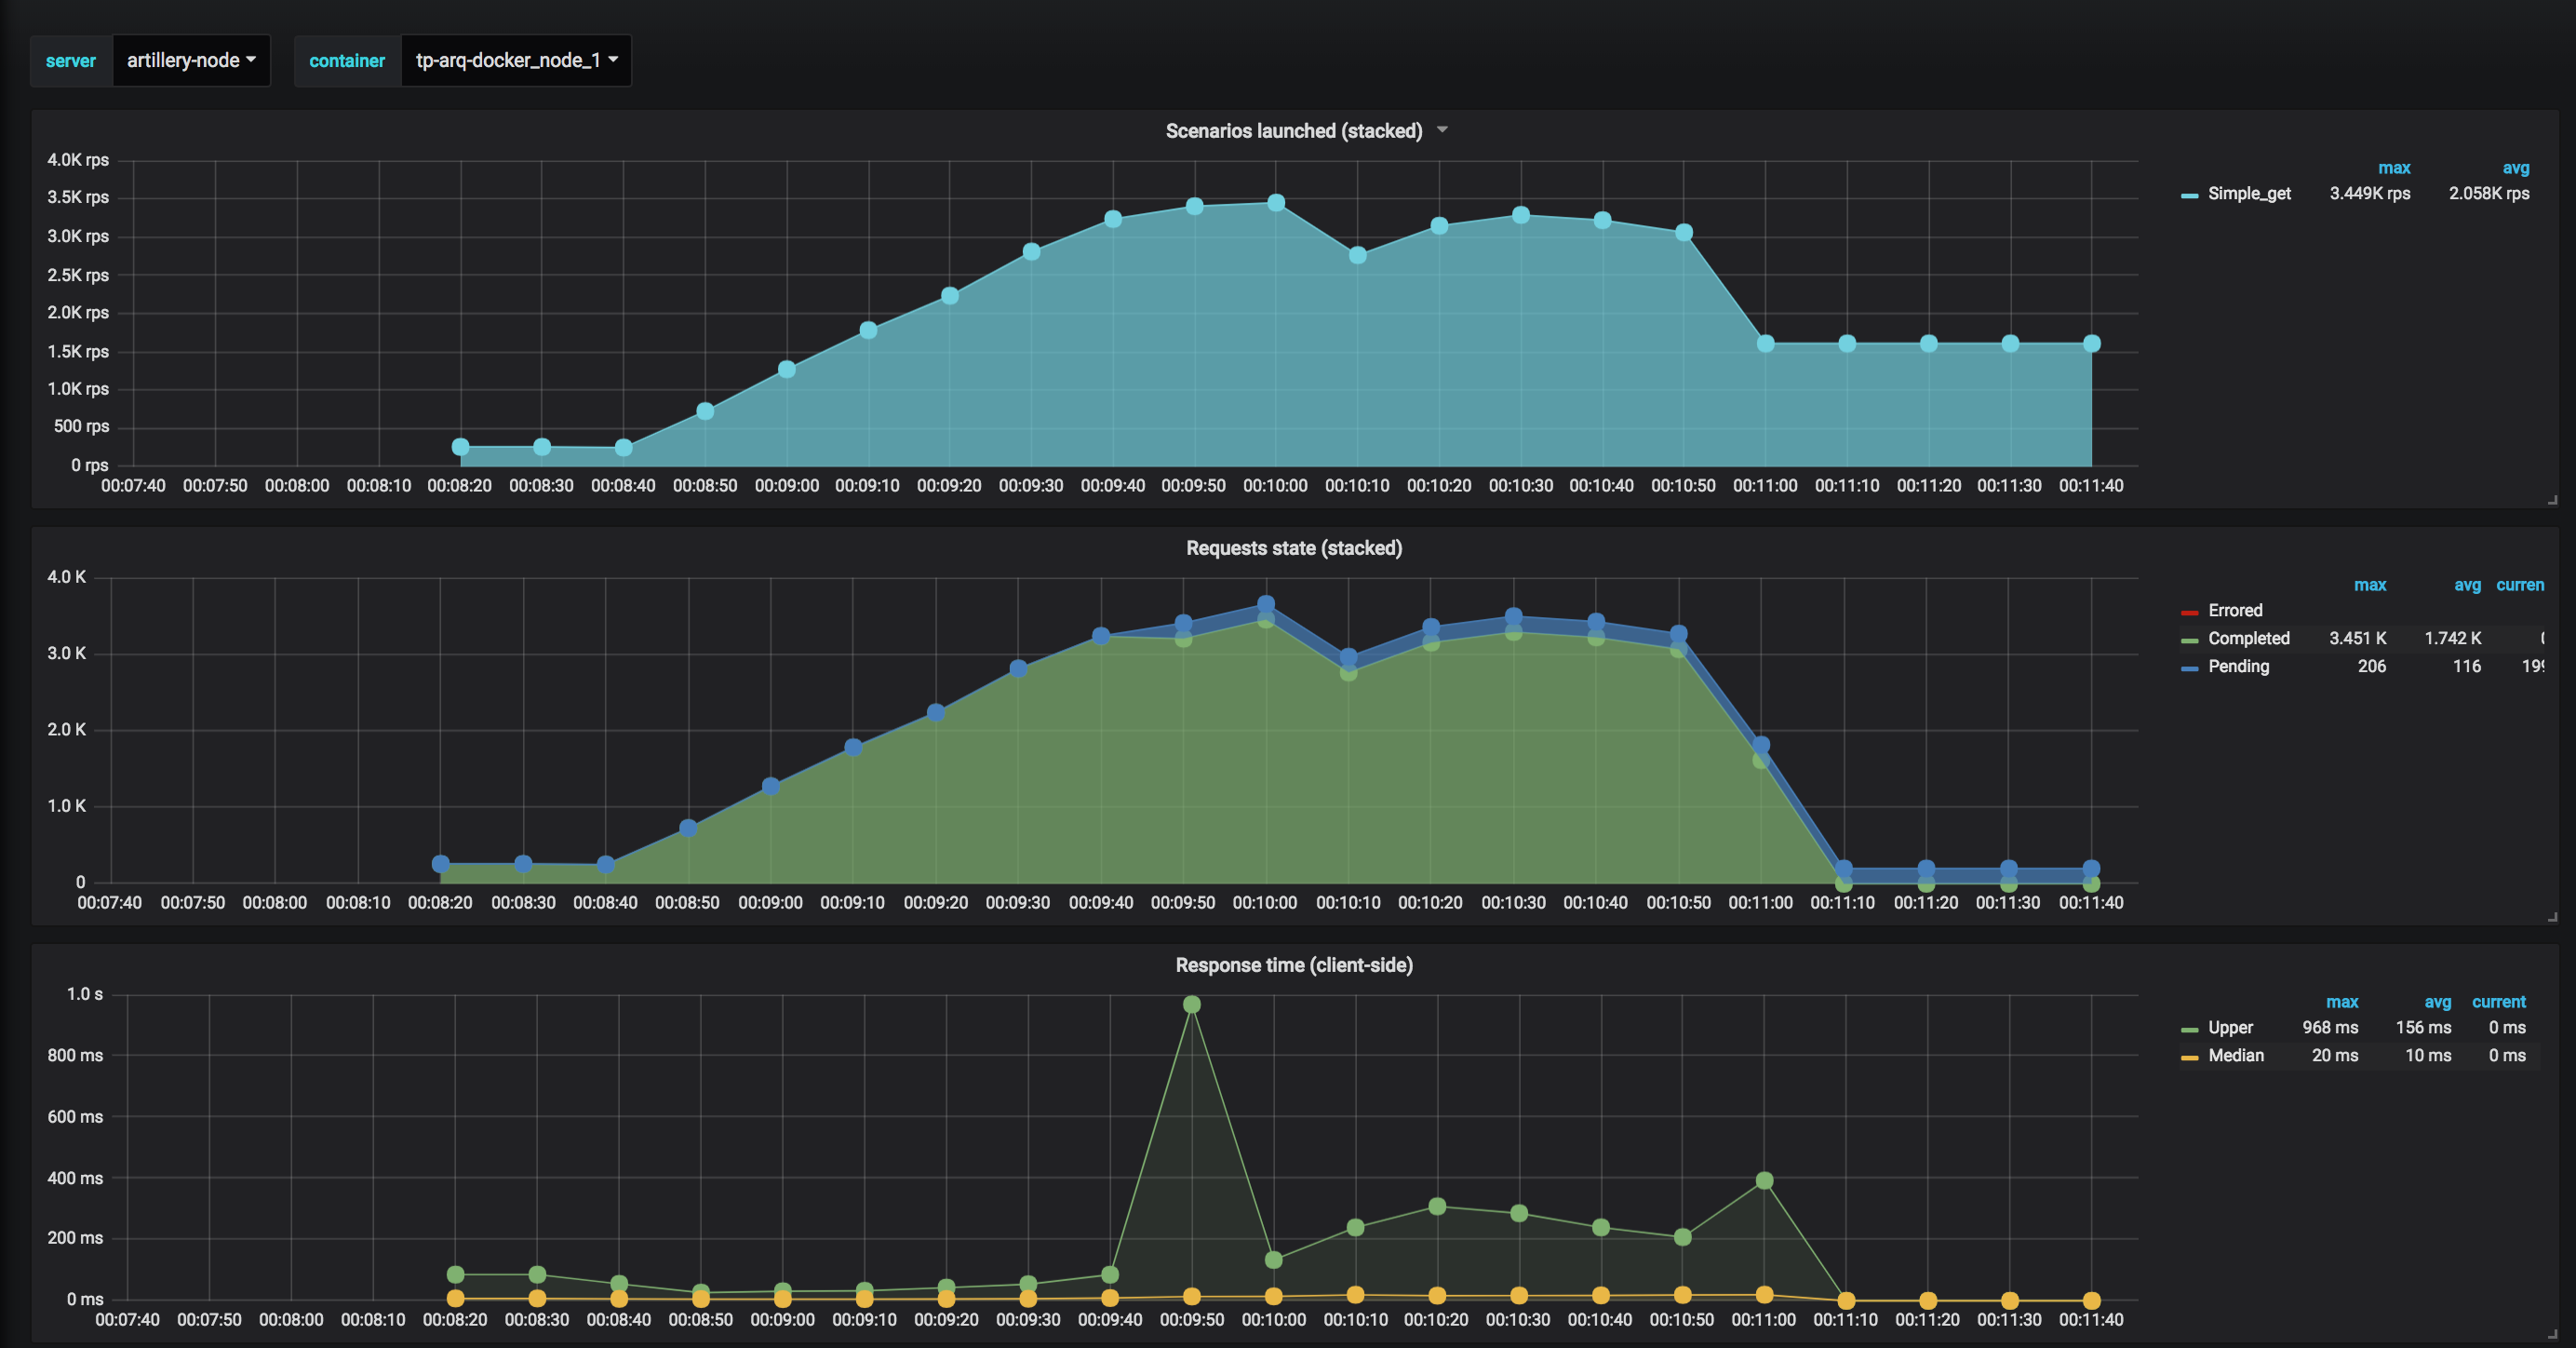 server artillery-node container tp-arq-docker_node_1
Scenarios launched (stacked)
4.0K rps
3.5K rps
3.0K rps
2.5K rps
2.0K rps
1.5K rps
1.0K rps
500 rps
0 rps
00:07:40 00:07:50 00:08:00 00:08:10 00:08:20 00:08:30 00:08:40 00:08:50 00:09:00 00:09:10 00:09:20 00:09:30 00:09:40 00:09:50 00:10:00 00:10:10 00:10:20 00:10:30 00:10:40 00:10:50 00:11:00 00:11:10 00:11:20 00:11:30 00:11:40
max avg
Simple_get 3.449K rps 2.058K rps
Requests state (stacked)
4.0 K
3.0 K
2.0 K
1.0 K
0
00:07:40 00:07:50 00:08:00 00:08:10 00:08:20 00:08:30 00:08:40 00:08:50 00:09:00 00:09:10 00:09:20 00:09:30 00:09:40 00:09:50 00:10:00 00:10:10 00:10:20 00:10:30 00:10:40 00:10:50 00:11:00 00:11:10 00:11:20 00:11:30 00:11:40
max avg curren
Errored
Completed 3.451 K 1.742 K
Pending 206 116
Response time (client-side)
1.0 s
800 ms
600 ms
400 ms
200 ms
0 ms
00:07:40 00:07:50 00:08:00 00:08:10 00:08:20 00:08:30 00:08:40 00:08:50 00:09:00 00:09:10 00:09:20 00:09:30 00:09:40 00:09:50 00:10:00 00:10:10 00:10:20 00:10:30 00:10:40 00:10:50 00:11:00 00:11:10 00:11:20 00:11:30 00:11:40
max avg current
Upper 968 ms 156 ms 0 ms
Median 20 ms 10 ms 0 ms